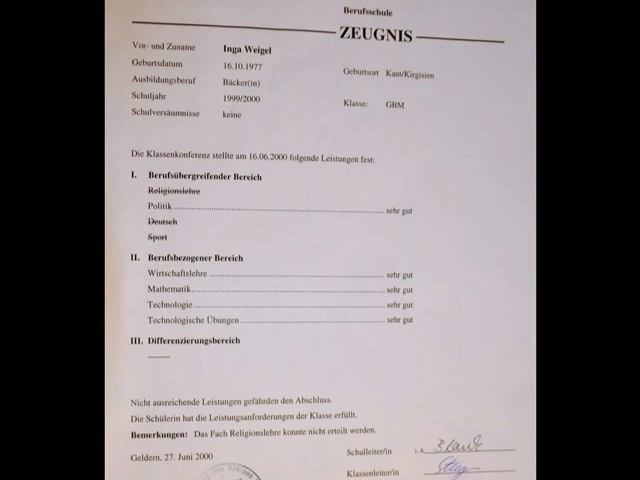 Berufsschule
ZEUGNIS
Vor- und Zuname Inga Weigel
Geburtsdatum 16.10.1977 Geburtsort Kant/Kirgisien
Ausbildungsberuf Bäcker(in)
Schuljahr 1999/2000 Klasse: GBM
Schulversäumnisse keine
Die Klassenkonferenz stellte am 16.06.2000 folgende Leistungen fest:
I. Berufsübergreifender Bereich
Religionslehre
Politik ........ sehr gut
Deutsch
Sport
II. Berufsbezogener Bereich
Wirtschaftslehre ........ sehr gut
Mathematik ........ sehr gut
Technologie ........ sehr gut
Technologische Übungen ........ sehr gut
III. Differenzierungsbereich
Nicht ausreichende Leistungen gefährden den Abschluss.
Die Schülerin hat die Leistungsanforderungen der Klasse erfüllt.
Bemerkungen: Das Fach Religionslehre konnte nicht erteilt werden.
Geldern, 27. Juni 2000
Schulleiter/in
Klassenleiter/in